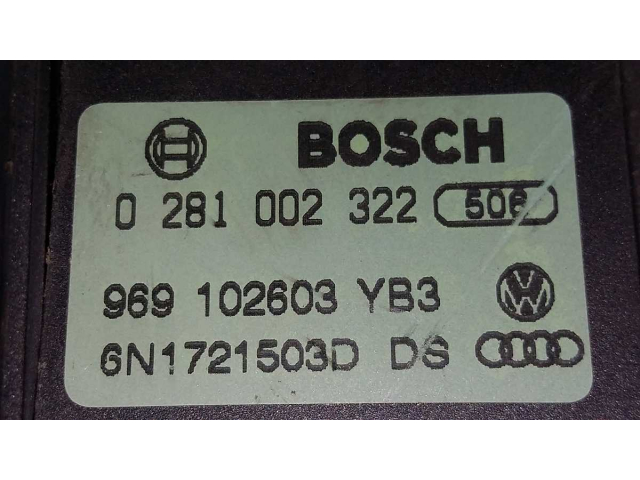 BOSCH
0 281 002 322 506
969 102603 YB3
6N1721503D DS